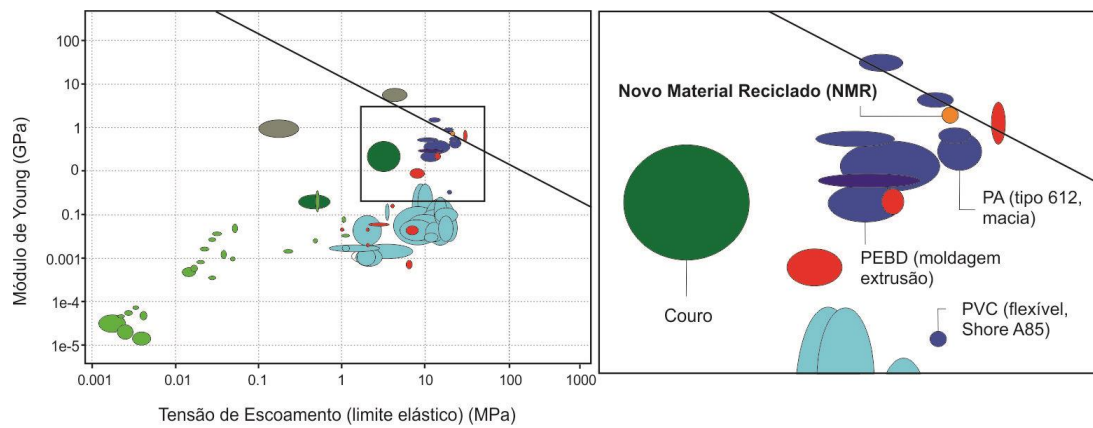 100
10
1
0
0.1
0.001
1e-4
1e-5
Módulo de Young (GPa)
0.001
0.01
0.1
1
10
100
1000
Tensão de Escoamento (limite elástico) (MPa)
Novo Material Reciclado (NMR)
PA (tipo 612,
macia)
PEBD (moldagem
extrusão)
Couro
PVC (flexível,
Shore A85)